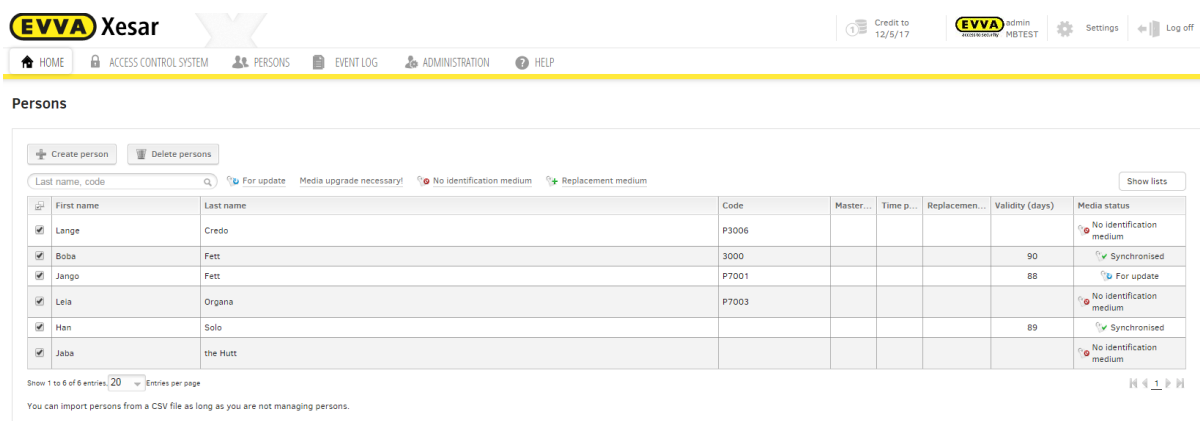 EVVA Xesar
Credit to
12/5/17
EVVA
access to security
admin
MBTEST
Settings
Log off
HOME ACCESS CONTROL SYSTEM PERSONS EVENT LOG ADMINISTRATION HELP
Persons
Create person Delete persons
Last name, code For update Media upgrade necessary! No identification medium Replacement medium Show lists
First name Last name Code Master... Time p... Replacemen... Validity (days) Media status
Lange Credo P3006 No identification
medium
Boba Fett 3000 90 Synchronised
Jango Fett P7001 88 For update
Leia Organa P7003 No identification
medium
Han Solo 89 Synchronised
Jaba the Hutt No identification
medium
Show 1 to 6 of 6 entries. 20 Entries per page 1
You can import persons from a CSV file as long as you are not managing persons.